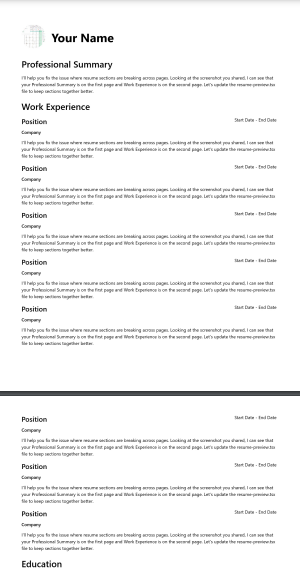 Your Name
Professional Summary
I'll help you fix the issue where resume sections are breaking across pages. Looking at the screenshot you shared, I can see that
your Professional Summary is on the first page and Work Experience is on the second page. Let's update the resume-preview.tsx
file to keep sections together better.
Work Experience
Position Start Date - End Date
Company
I'll help you fix the issue where resume sections are breaking across pages. Looking at the screenshot you shared, I can see that
your Professional Summary is on the first page and Work Experience is on the second page. Let's update the resume-preview.tsx
file to keep sections together better.
Position Start Date - End Date
Company
I'll help you fix the issue where resume sections are breaking across pages. Looking at the screenshot you shared, I can see that
your Professional Summary is on the first page and Work Experience is on the second page. Let's update the resume-preview.tsx
file to keep sections together better.
Position Start Date - End Date
Company
I'll help you fix the issue where resume sections are breaking across pages. Looking at the screenshot you shared, I can see that
your Professional Summary is on the first page and Work Experience is on the second page. Let's update the resume-preview.tsx
file to keep sections together better.
Position Start Date - End Date
Company
I'll help you fix the issue where resume sections are breaking across pages. Looking at the screenshot you shared, I can see that
your Professional Summary is on the first page and Work Experience is on the second page. Let's update the resume-preview.tsx
file to keep sections together better.
Position Start Date - End Date
Company
I'll help you fix the issue where resume sections are breaking across pages. Looking at the screenshot you shared, I can see that
your Professional Summary is on the first page and Work Experience is on the second page. Let's update the resume-preview.tsx
file to keep sections together better.
Position Start Date - End Date
Company
I'll help you fix the issue where resume sections are breaking across pages. Looking at the screenshot you shared, I can see that
your Professional Summary is on the first page and Work Experience is on the second page. Let's update the resume-preview.tsx
file to keep sections together better.
Position Start Date - End Date
Company
I'll help you fix the issue where resume sections are breaking across pages. Looking at the screenshot you shared, I can see that
your Professional Summary is on the first page and Work Experience is on the second page. Let's update the resume-preview.tsx
file to keep sections together better.
Position Start Date - End Date
Company
I'll help you fix the issue where resume sections are breaking across pages. Looking at the screenshot you shared, I can see that
your Professional Summary is on the first page and Work Experience is on the second page. Let's update the resume-preview.tsx
file to keep sections together better.
Education